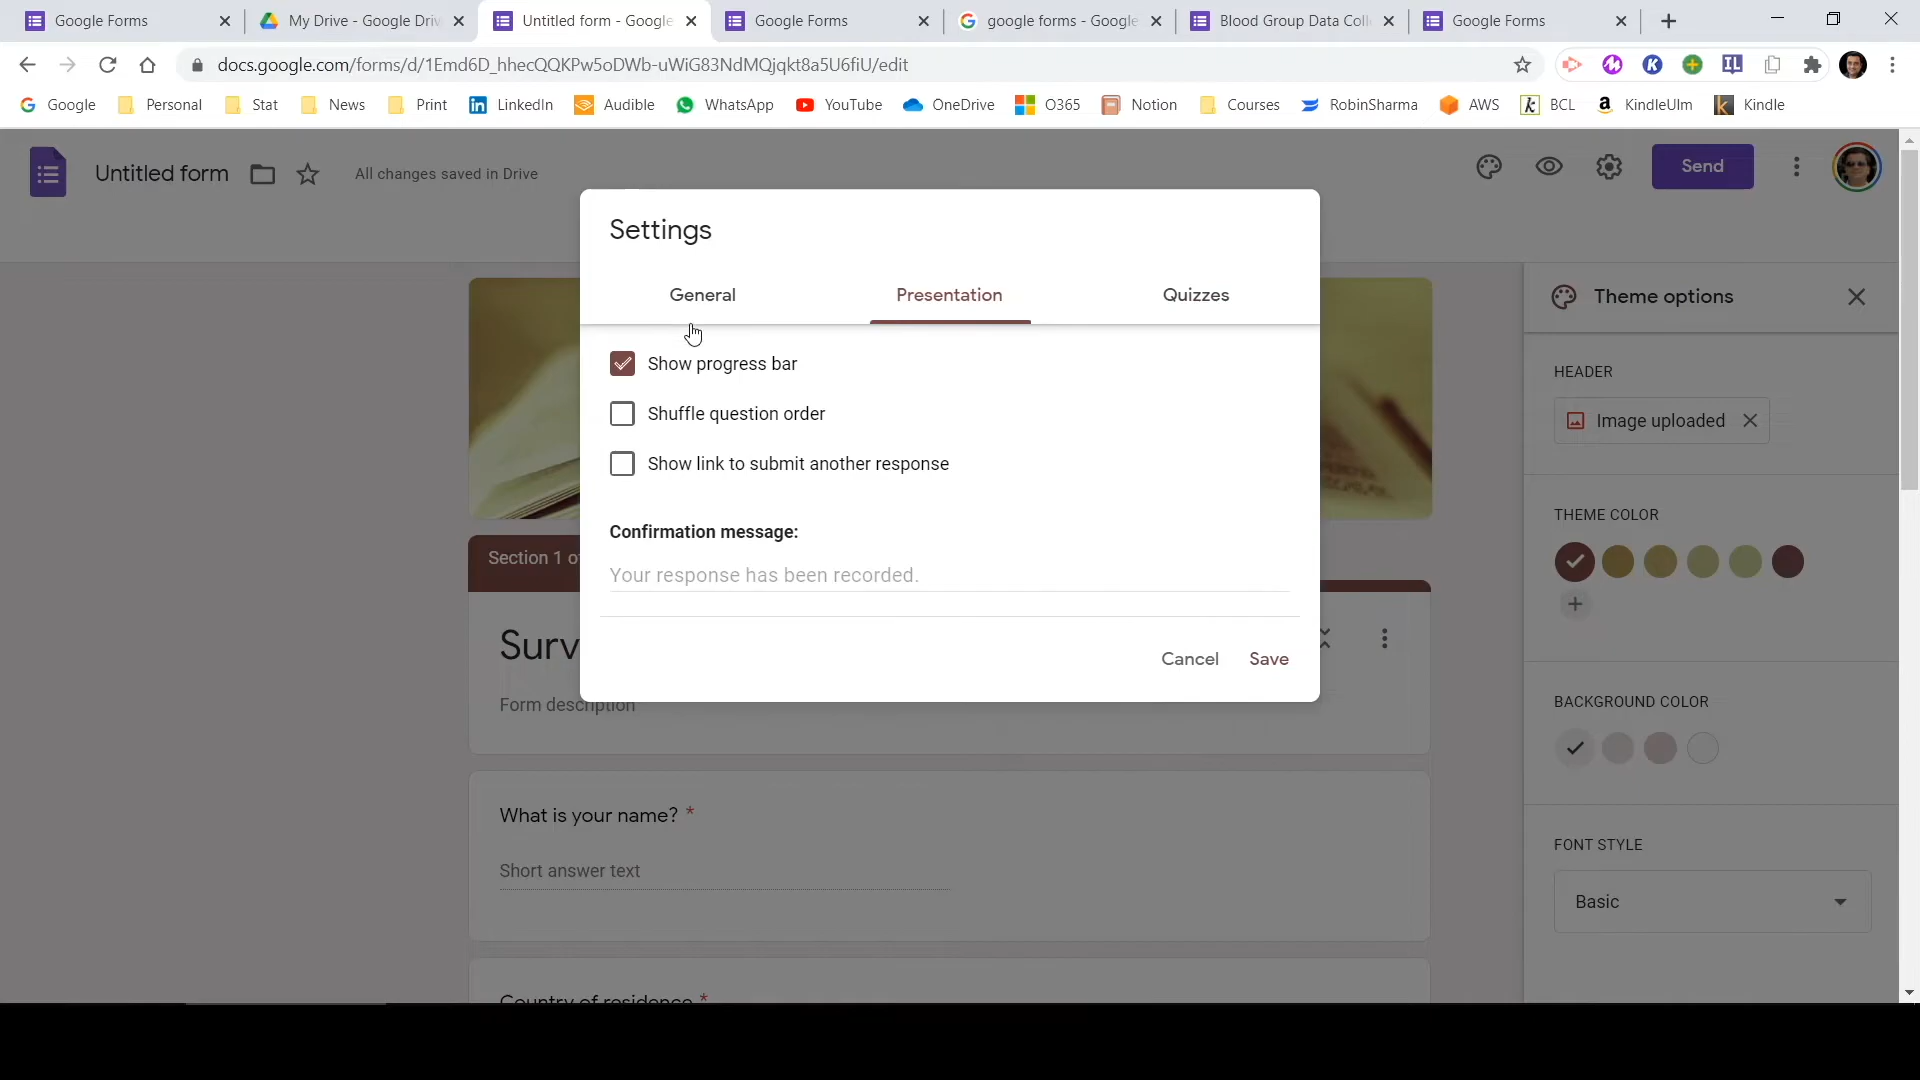 Google Forms
My Drive - Google Driv
Untitled form - Google
Google Forms
google forms - Google
Blood Group Data Coll
Google Forms
docs.google.com/forms/d/1Emd6D_hhecQQKPw5oDWb-uWiG83NdMQjqkt8a5U6fiU/edit
Google
Personal
Stat
News
Print
LinkedIn
Audible
WhatsApp
YouTube
OneDrive
O365
Notion
Courses
RobinSharma
AWS
BCL
KindleUlm
Kindle
Untitled form
All changes saved in Drive
Send
Settings
General
Presentation
Quizzes
Show progress bar
Shuffle question order
Show link to submit another response
Confirmation message:
Your response has been recorded.
Cancel
Save
Section 1 o
Surv
Form description
What is your name? *
Short answer text
Country of residence *
Theme options
HEADER
Image uploaded
THEME COLOR
BACKGROUND COLOR
FONT STYLE
Basic